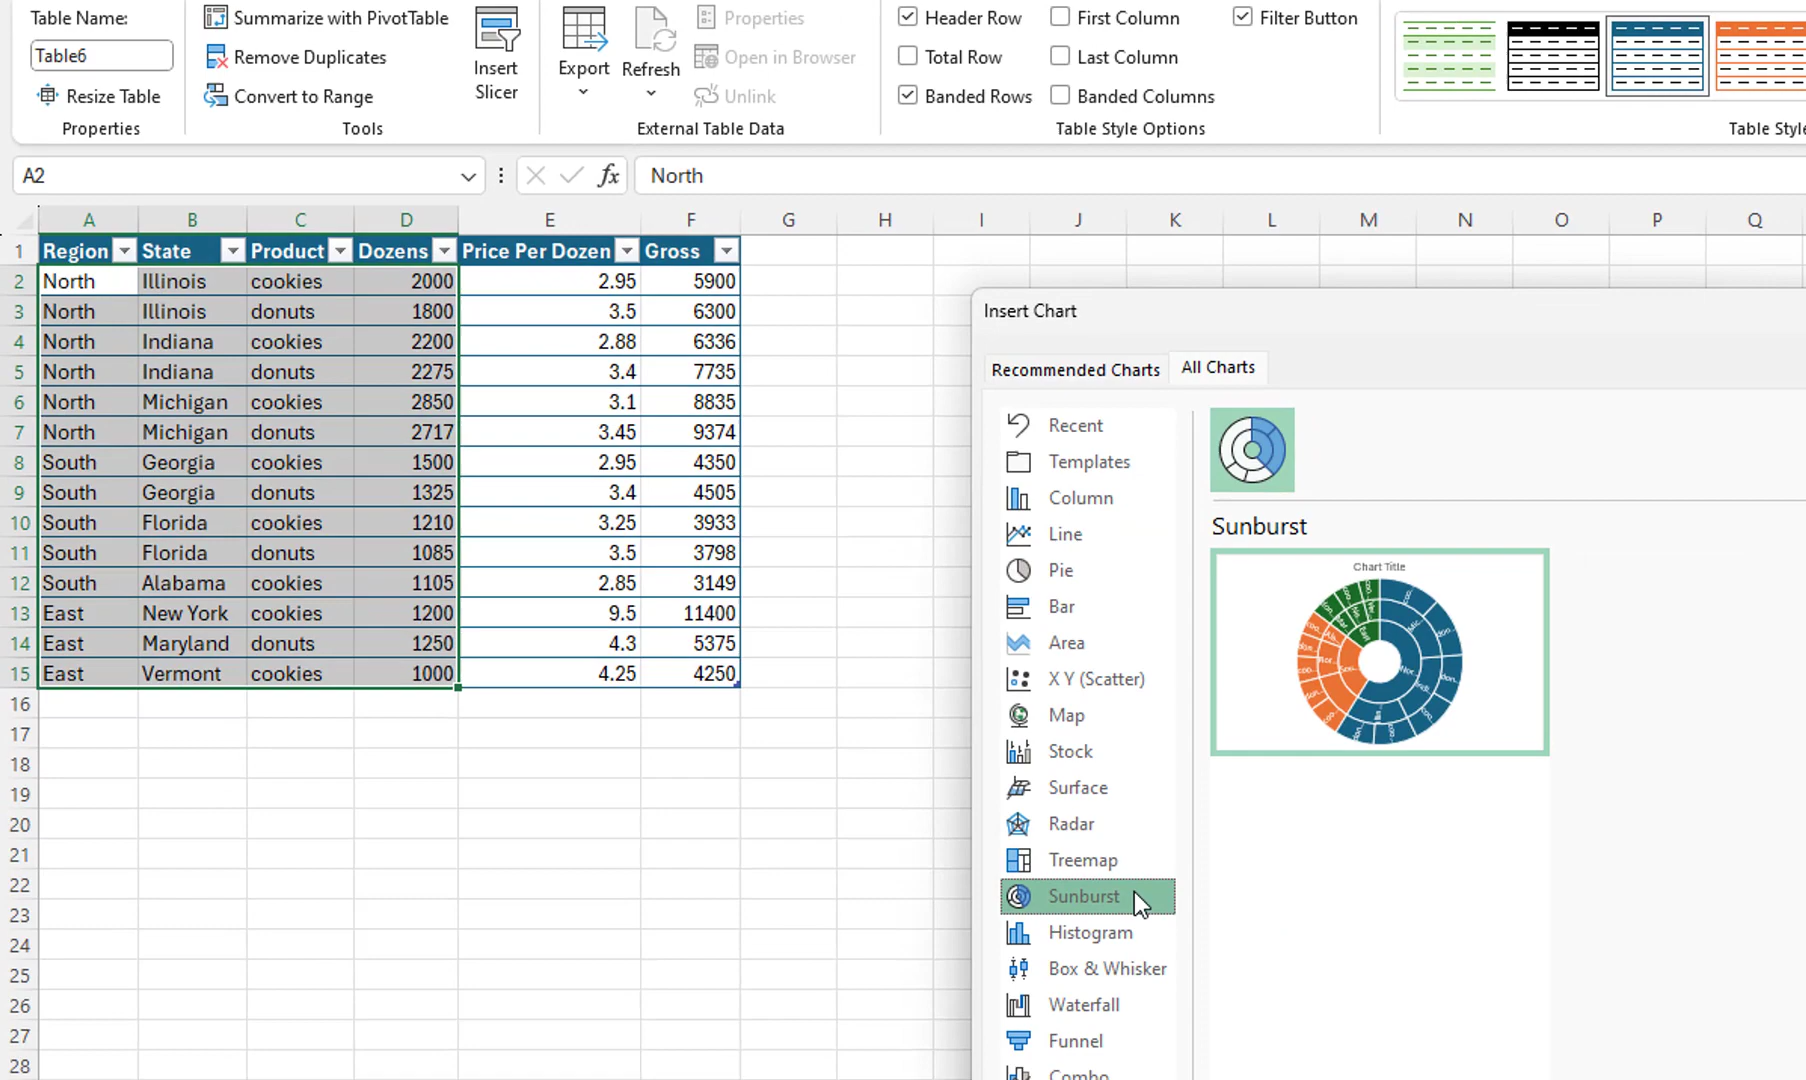 Table Name:
Table6
Resize Table
Properties
Summarize with PivotTable
Remove Duplicates
Convert to Range
Tools
Insert
Slicer
Export
Refresh
Properties
Open in Browser
Unlink
External Table Data
Header Row
Total Row
Banded Rows
First Column
Last Column
Banded Columns
Filter Button
Table Style Options
Table Style
A2
fx
North
A B C D E F G H I J K L M N O P Q
1 Region State Product Dozens Price Per Dozen Gross
2 North Illinois cookies 2000 2.95 5900
3 North Illinois donuts 1800 3.5 6300
4 North Indiana cookies 2200 2.88 6336
5 North Indiana donuts 2275 3.4 7735
6 North Michigan cookies 2850 3.1 8835
7 North Michigan donuts 2717 3.45 9374
8 South Georgia cookies 1500 2.95 4350
9 South Georgia donuts 1325 3.4 4505
10 South Florida cookies 1210 3.25 3933
11 South Florida donuts 1085 3.5 3798
12 South Alabama cookies 1105 2.85 3149
13 East New York cookies 1200 9.5 11400
14 East Maryland donuts 1250 4.3 5375
15 East Vermont cookies 1000 4.25 4250
16
17
18
19
20
21
22
23
24
25
26
27
28
Insert Chart
Recommended Charts
All Charts
Recent
Templates
Column
Line
Pie
Bar
Area
X Y (Scatter)
Map
Stock
Surface
Radar
Treemap
Sunburst
Histogram
Box & Whisker
Waterfall
Funnel
Combo
Sunburst
Chart Title